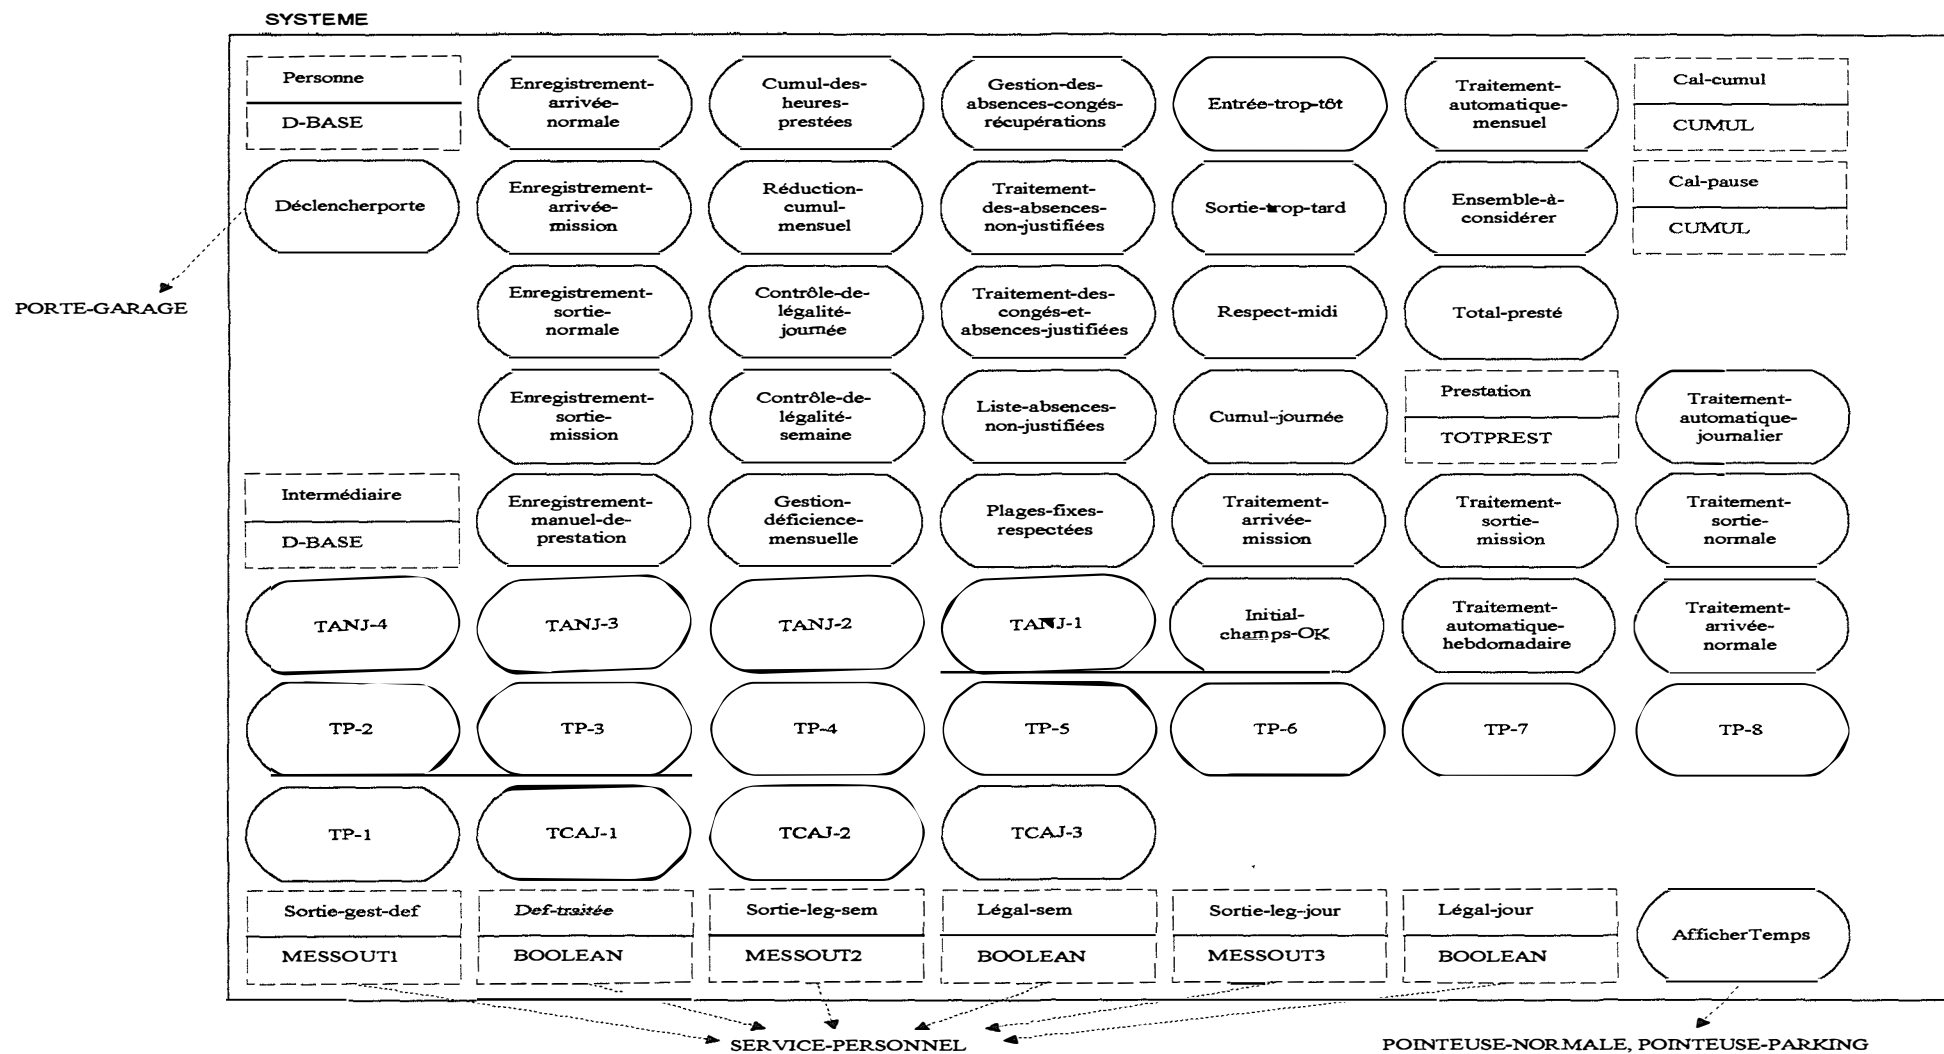 SYSTEME
Personne
D-BASE
Enregistrement-
arrivée-
normale
Cumul-des-
heures-
prestées
Gestion-des-
absences-congés-
récupérations
Entrée-trop-tôt
Traitement-
automatique-
mensuel
Cal-cumul
CUMUL
Déclencherporte
Enregistrement-
arrivée-
mission
Réduction-
cumul-
mensuel
Traitement-
des-absences-
non-justifiées
Sortie-trop-tard
Ensemble-à-
considérer
Cal-pause
CUMUL
PORTE-GARAGE
Enregistrement-
sortie-
normale
Contrôle-de-
légalité-
journée
Traitement-des-
congés-et-
absences-justifiées
Respect-midi
Total-presté
Enregistrement-
sortie-
mission
Contrôle-de-
légalité-
semaine
Liste-absences-
non-justifiées
Cumul-journée
Prestation
TOTPREST
Traitement-
automatique-
journalier
Intermédiaire
D-BASE
Enregistrement-
manuel-de-
prestation
Gestion-
déficience-
mensuelle
Plages-fixes-
respectées
Traitement-
arrivée-
mission
Traitement-
sortie-
mission
Traitement-
sortie-
normale
TANJ-4
TANJ-3
TANJ-2
TANJ-1
Initial-
champs-OK
Traitement-
automatique-
hebdomadaire
Traitement-
arrivée-
normale
TP-2
TP-3
TP-4
TP-5
TP-6
TP-7
TP-8
TP-1
TCAJ-1
TCAJ-2
TCAJ-3
Sortie-gest-def
MESSOUT1
Def-traitée
BOOLEAN
Sortie-leg-sem
MESSOUT2
Légal-sem
BOOLEAN
Sortie-leg-jour
MESSOUT3
Légal-jour
BOOLEAN
AfficherTemps
SERVICE-PERSONNEL
POINTEUSE-NORMALE, POINTEUSE-PARKING